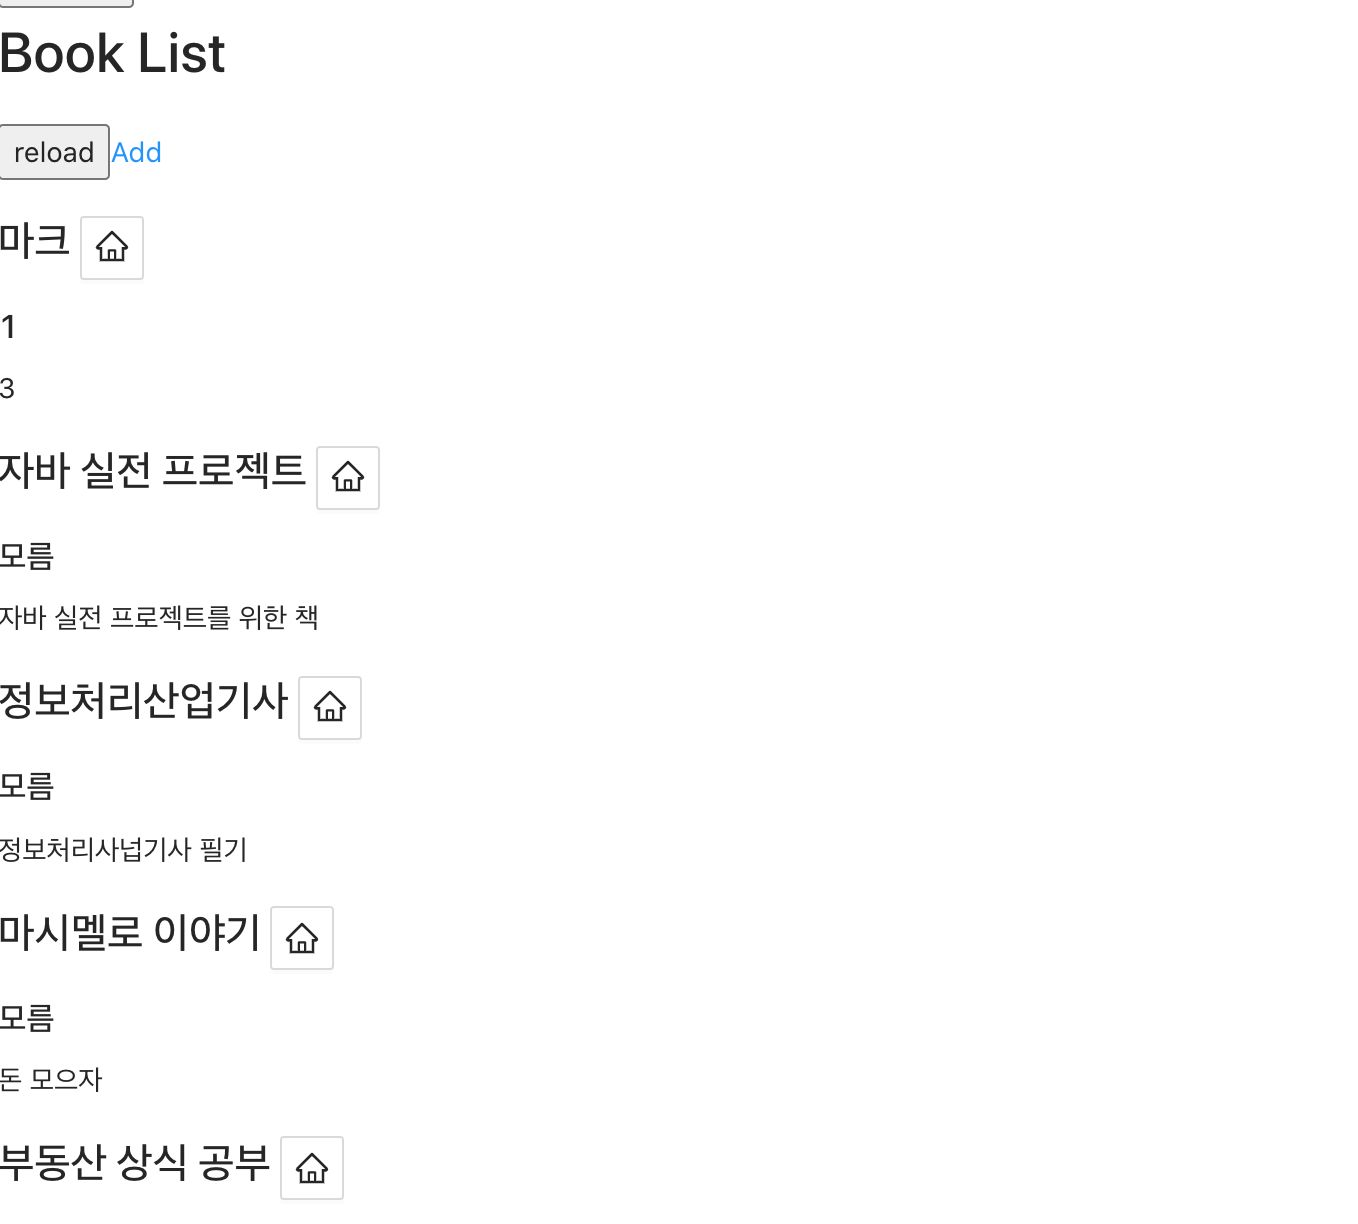 Book List
reload Add
마크
1
3
자바 실전 프로젝트
모름
자바 실전 프로젝트를 위한 책
정보처리산업기사
모름
정보처리사넙기사 필기
마시멜로 이야기
모름
돈 모으자
부동산 상식 공부